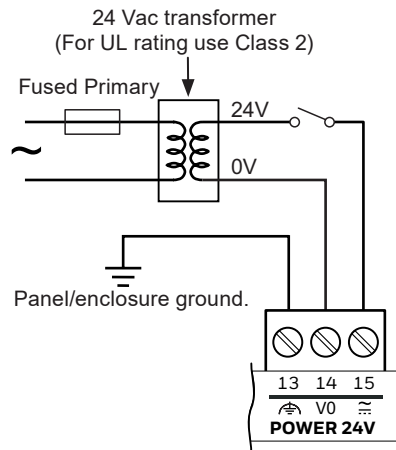 24 Vac transformer
(For UL rating use Class 2)
Fused Primary
24V
0V
Panel/enclosure ground.
13 14 15
V0
POWER 24V